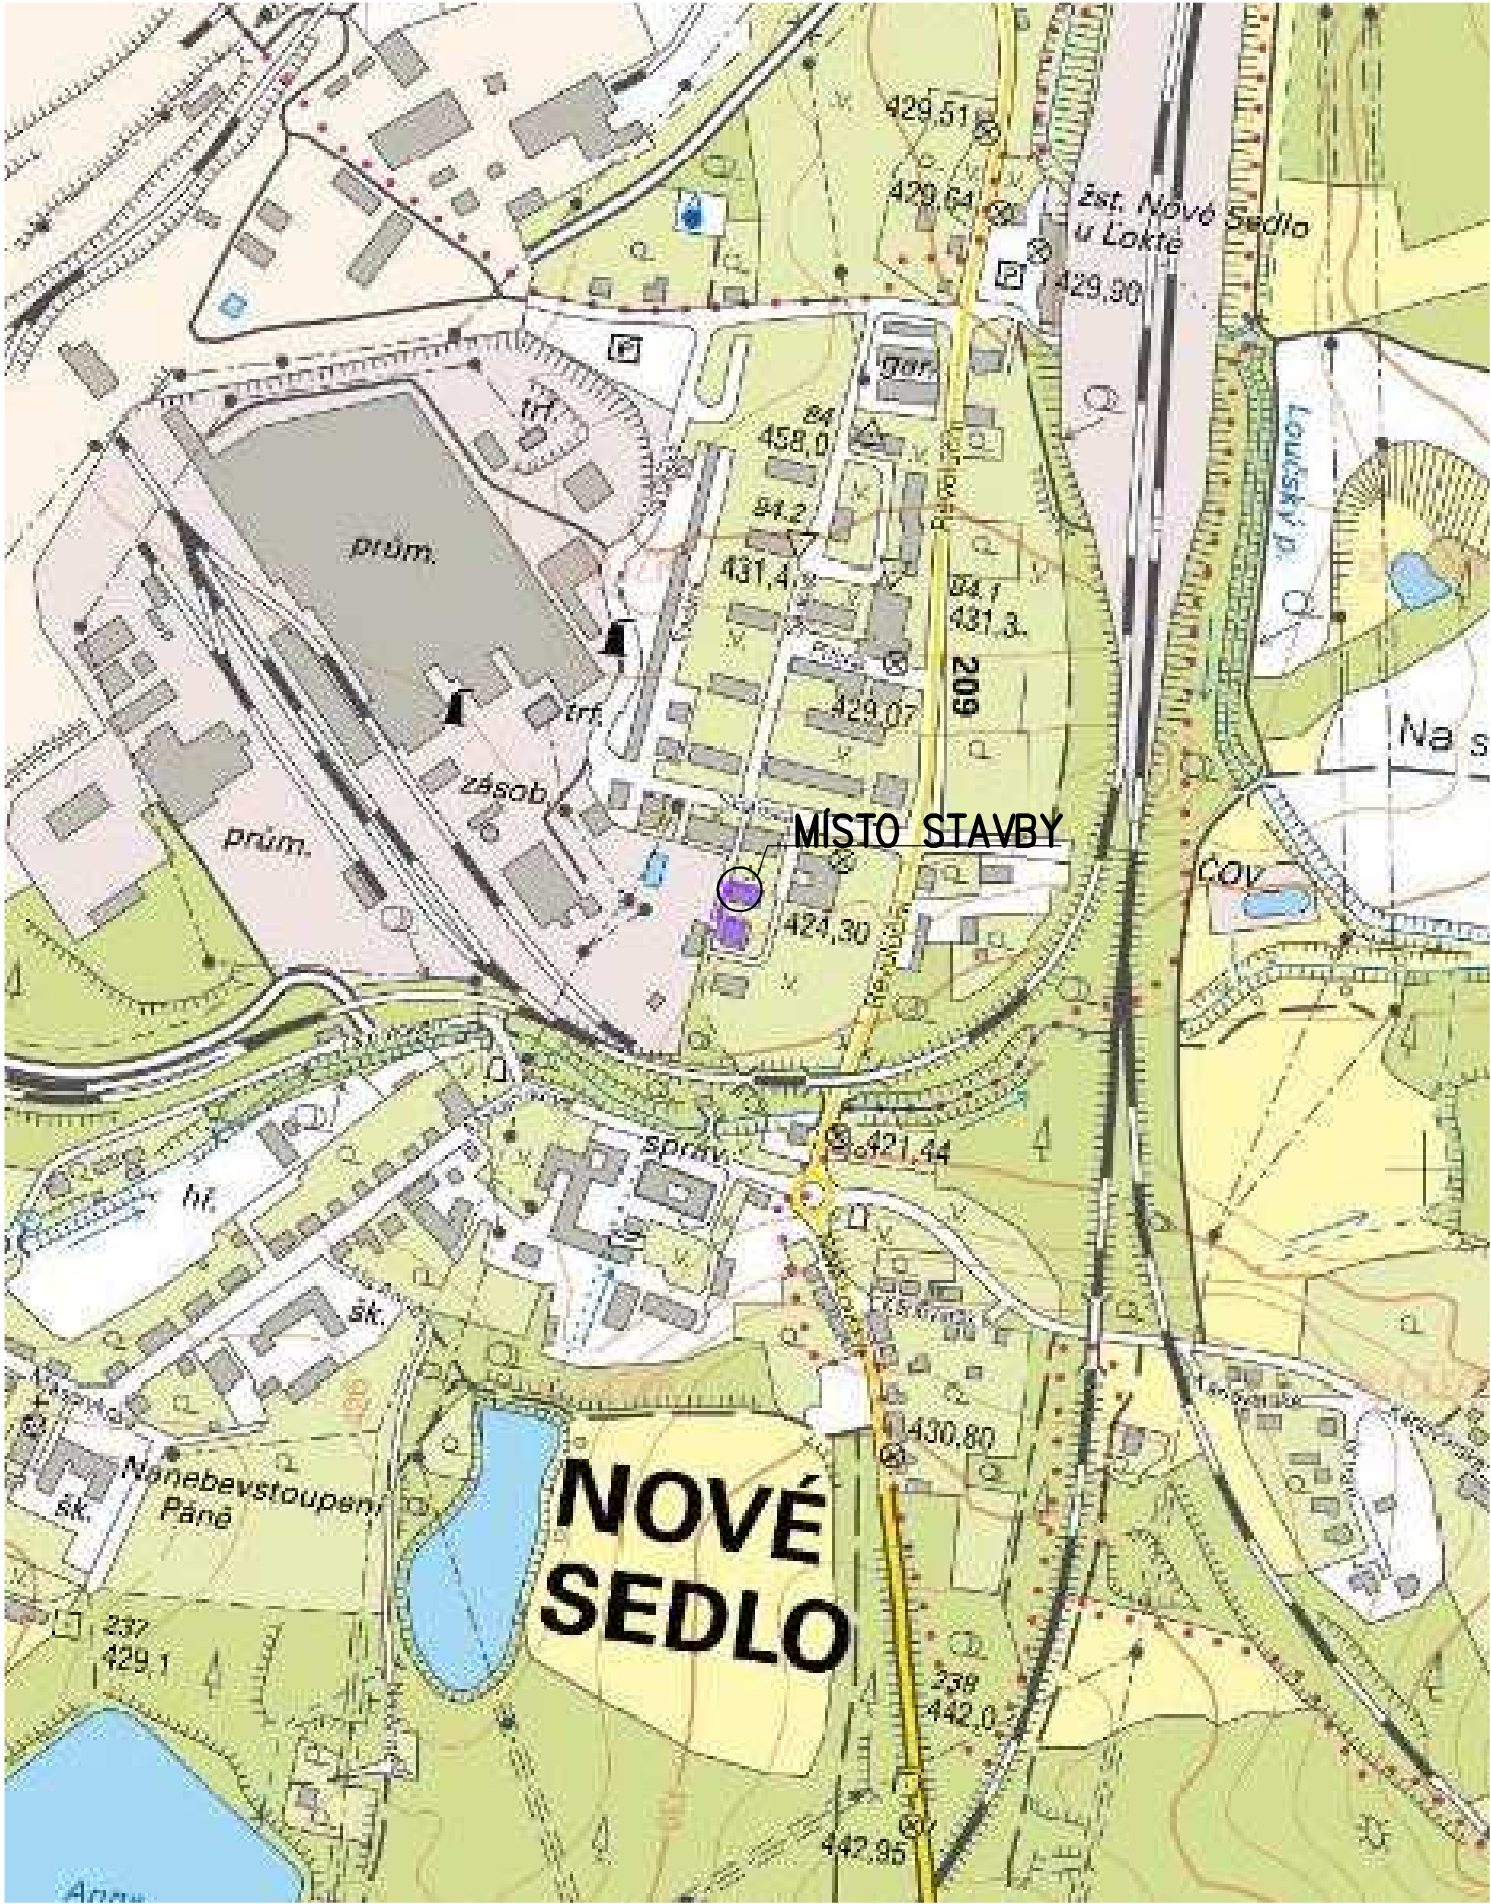 429,51
429,64
žst. Nové Sedlo
u Lokte
P
429,90
P
gar.
trf.
84
458,0
Loučský p.
84.2
431,4
prům.
84.1
431,3
209
429,07
trf.
Na s
zásob.
prům.
MÍSTO STAVBY
ČOV
424,30
421,44
správ.
hř.
šk.
430,80
Nanebevstoupení
Páně
šk.
NOVÉ
SEDLO
237
429,1
238
442,0
442,95